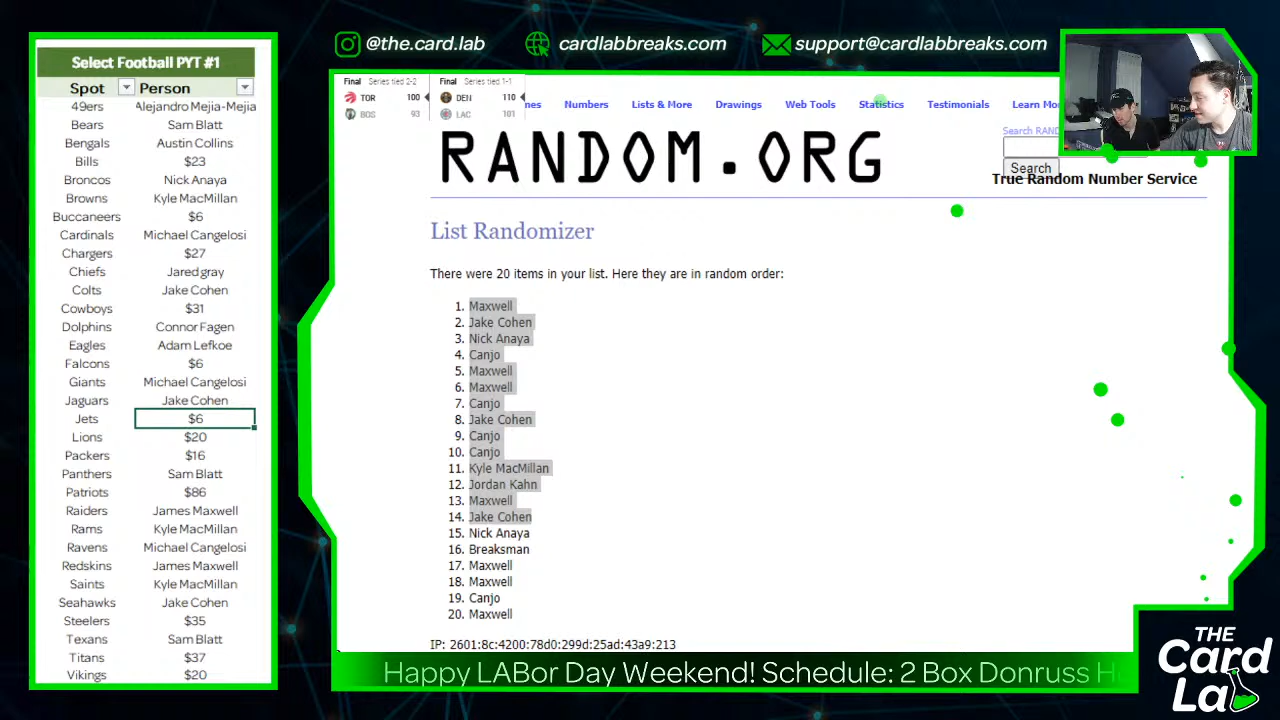 @the.card.lab
cardlabbreaks.com
support@cardlabbreaks.com
Select Football PYT #1
Spot Person
49ers Alejandro Mejia-Mejia
Bears Sam Blatt
Bengals Austin Collins
Bills $23
Broncos Nick Anaya
Browns Kyle MacMillan
Buccaneers $6
Cardinals Michael Cangelosi
Chargers $27
Chiefs Jared gray
Colts Jake Cohen
Cowboys $31
Dolphins Connor Fagen
Eagles Adam Lefkoe
Falcons $6
Giants Michael Cangelosi
Jaguars Jake Cohen
Jets $6
Lions $20
Packers $16
Panthers Sam Blatt
Patriots $86
Raiders James Maxwell
Rams Kyle MacMillan
Ravens Michael Cangelosi
Redskins James Maxwell
Saints Kyle MacMillan
Seahawks Jake Cohen
Steelers $35
Texans Sam Blatt
Titans $37
Vikings $20
Final Series tied 2-2
TOR 100
BOS 93
Final Series tied 1-1
DEN 110
LAC 101
Numbers Lists & More Drawings Web Tools Statistics Testimonials Learn
RANDOM.ORG
Search
Search
True Random Number Service
List Randomizer
There were 20 items in your list. Here they are in random order:
1. Maxwell
2. Jake Cohen
3. Nick Anaya
4. Canjo
5. Maxwell
6. Maxwell
7. Canjo
8. Jake Cohen
9. Canjo
10. Canjo
11. Kyle MacMillan
12. Jordan Kahn
13. Maxwell
14. Jake Cohen
15. Nick Anaya
16. Breaksman
17. Maxwell
18. Maxwell
19. Canjo
20. Maxwell
IP: 2601:8c:4200:78d0:299d:25ad:43a9:213
Happy LABor Day Weekend! Schedule: 2 Box Donruss
THE
Card
Lab